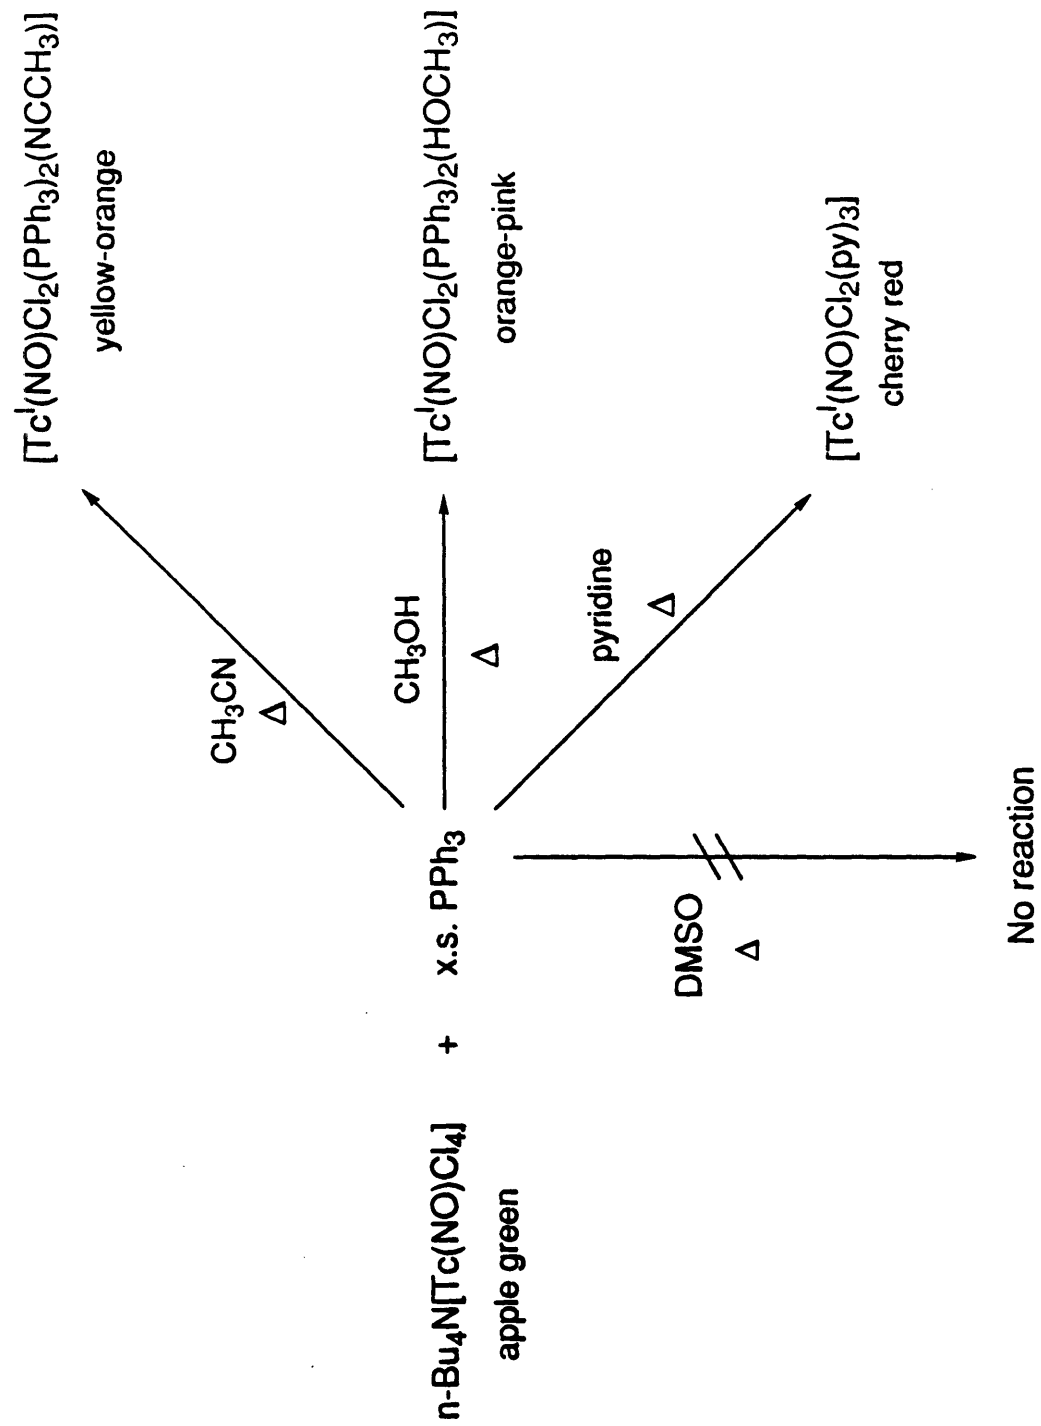 n-Bu₄N[Tc(NO)Cl₄] + x.s. PPh₃
apple green
CH₃CN
Δ
[Tcᴵ(NO)Cl₂(PPh₃)₂(NCCH₃)]
yellow-orange
CH₃OH
Δ
[Tcᴵ(NO)Cl₂(PPh₃)₂(HOCH₃)]
orange-pink
pyridine
Δ
[Tcᴵ(NO)Cl₂(py)₃]
cherry red
DMSO
Δ
No reaction